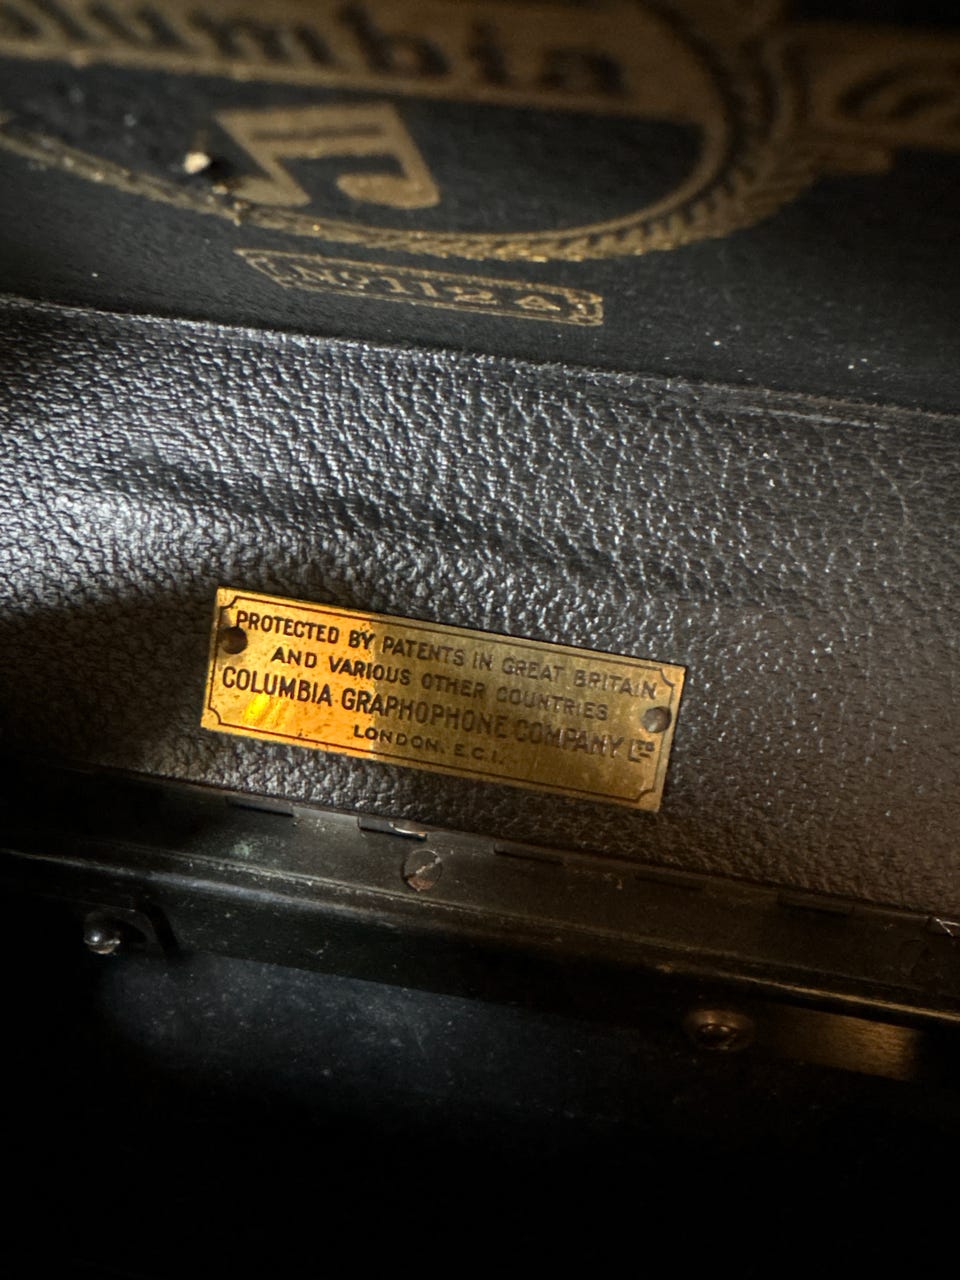 olumbia
No 112A
PROTECTED BY PATENTS IN GREAT BRITAIN
AND VARIOUS OTHER COUNTRIES
COLUMBIA GRAPHOPHONE COMPANY LTD
LONDON. E.C.1.